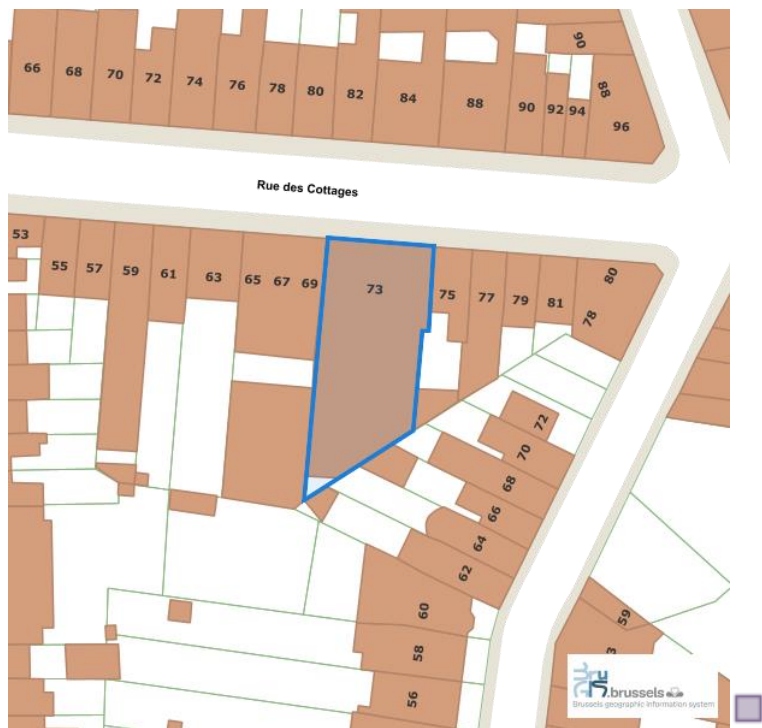 66 68 70 72 74 76 78 80 82 84 88 90 92 94 96
90
88
Rue des Cottages
53 55 57 59 61 63 65 67 69 73 75 77 79 81 78 80
72
70
68
66
64
62
60
58
56
59
.brussels
Brussels geographic information system